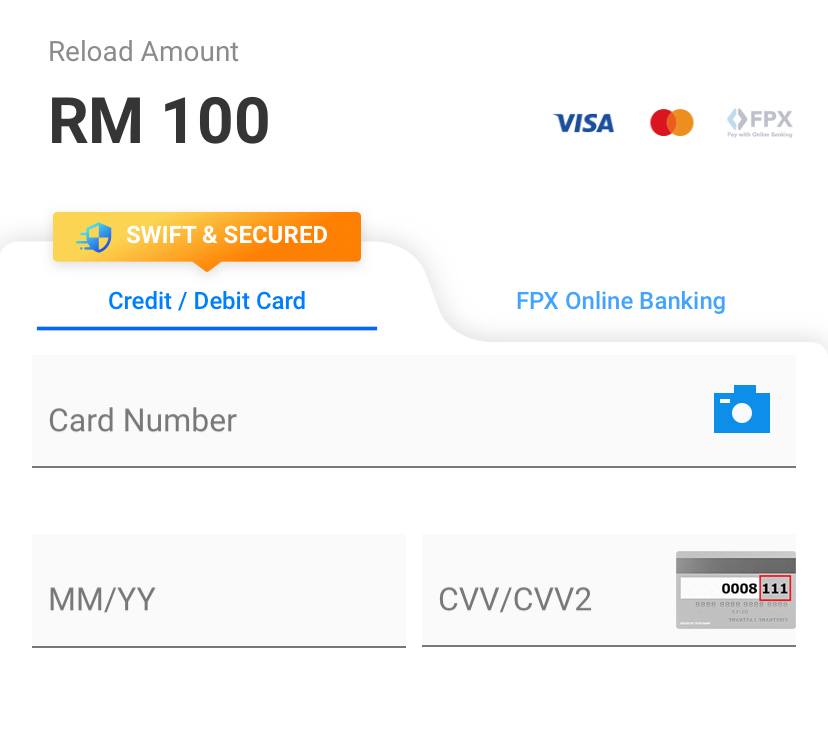 Reload Amount
RM 100
VISA
FPX
Pay with Online Banking
SWIFT & SECURED
Credit / Debit Card
FPX Online Banking
Card Number
MM/YY
CVV/CVV2
0008 111